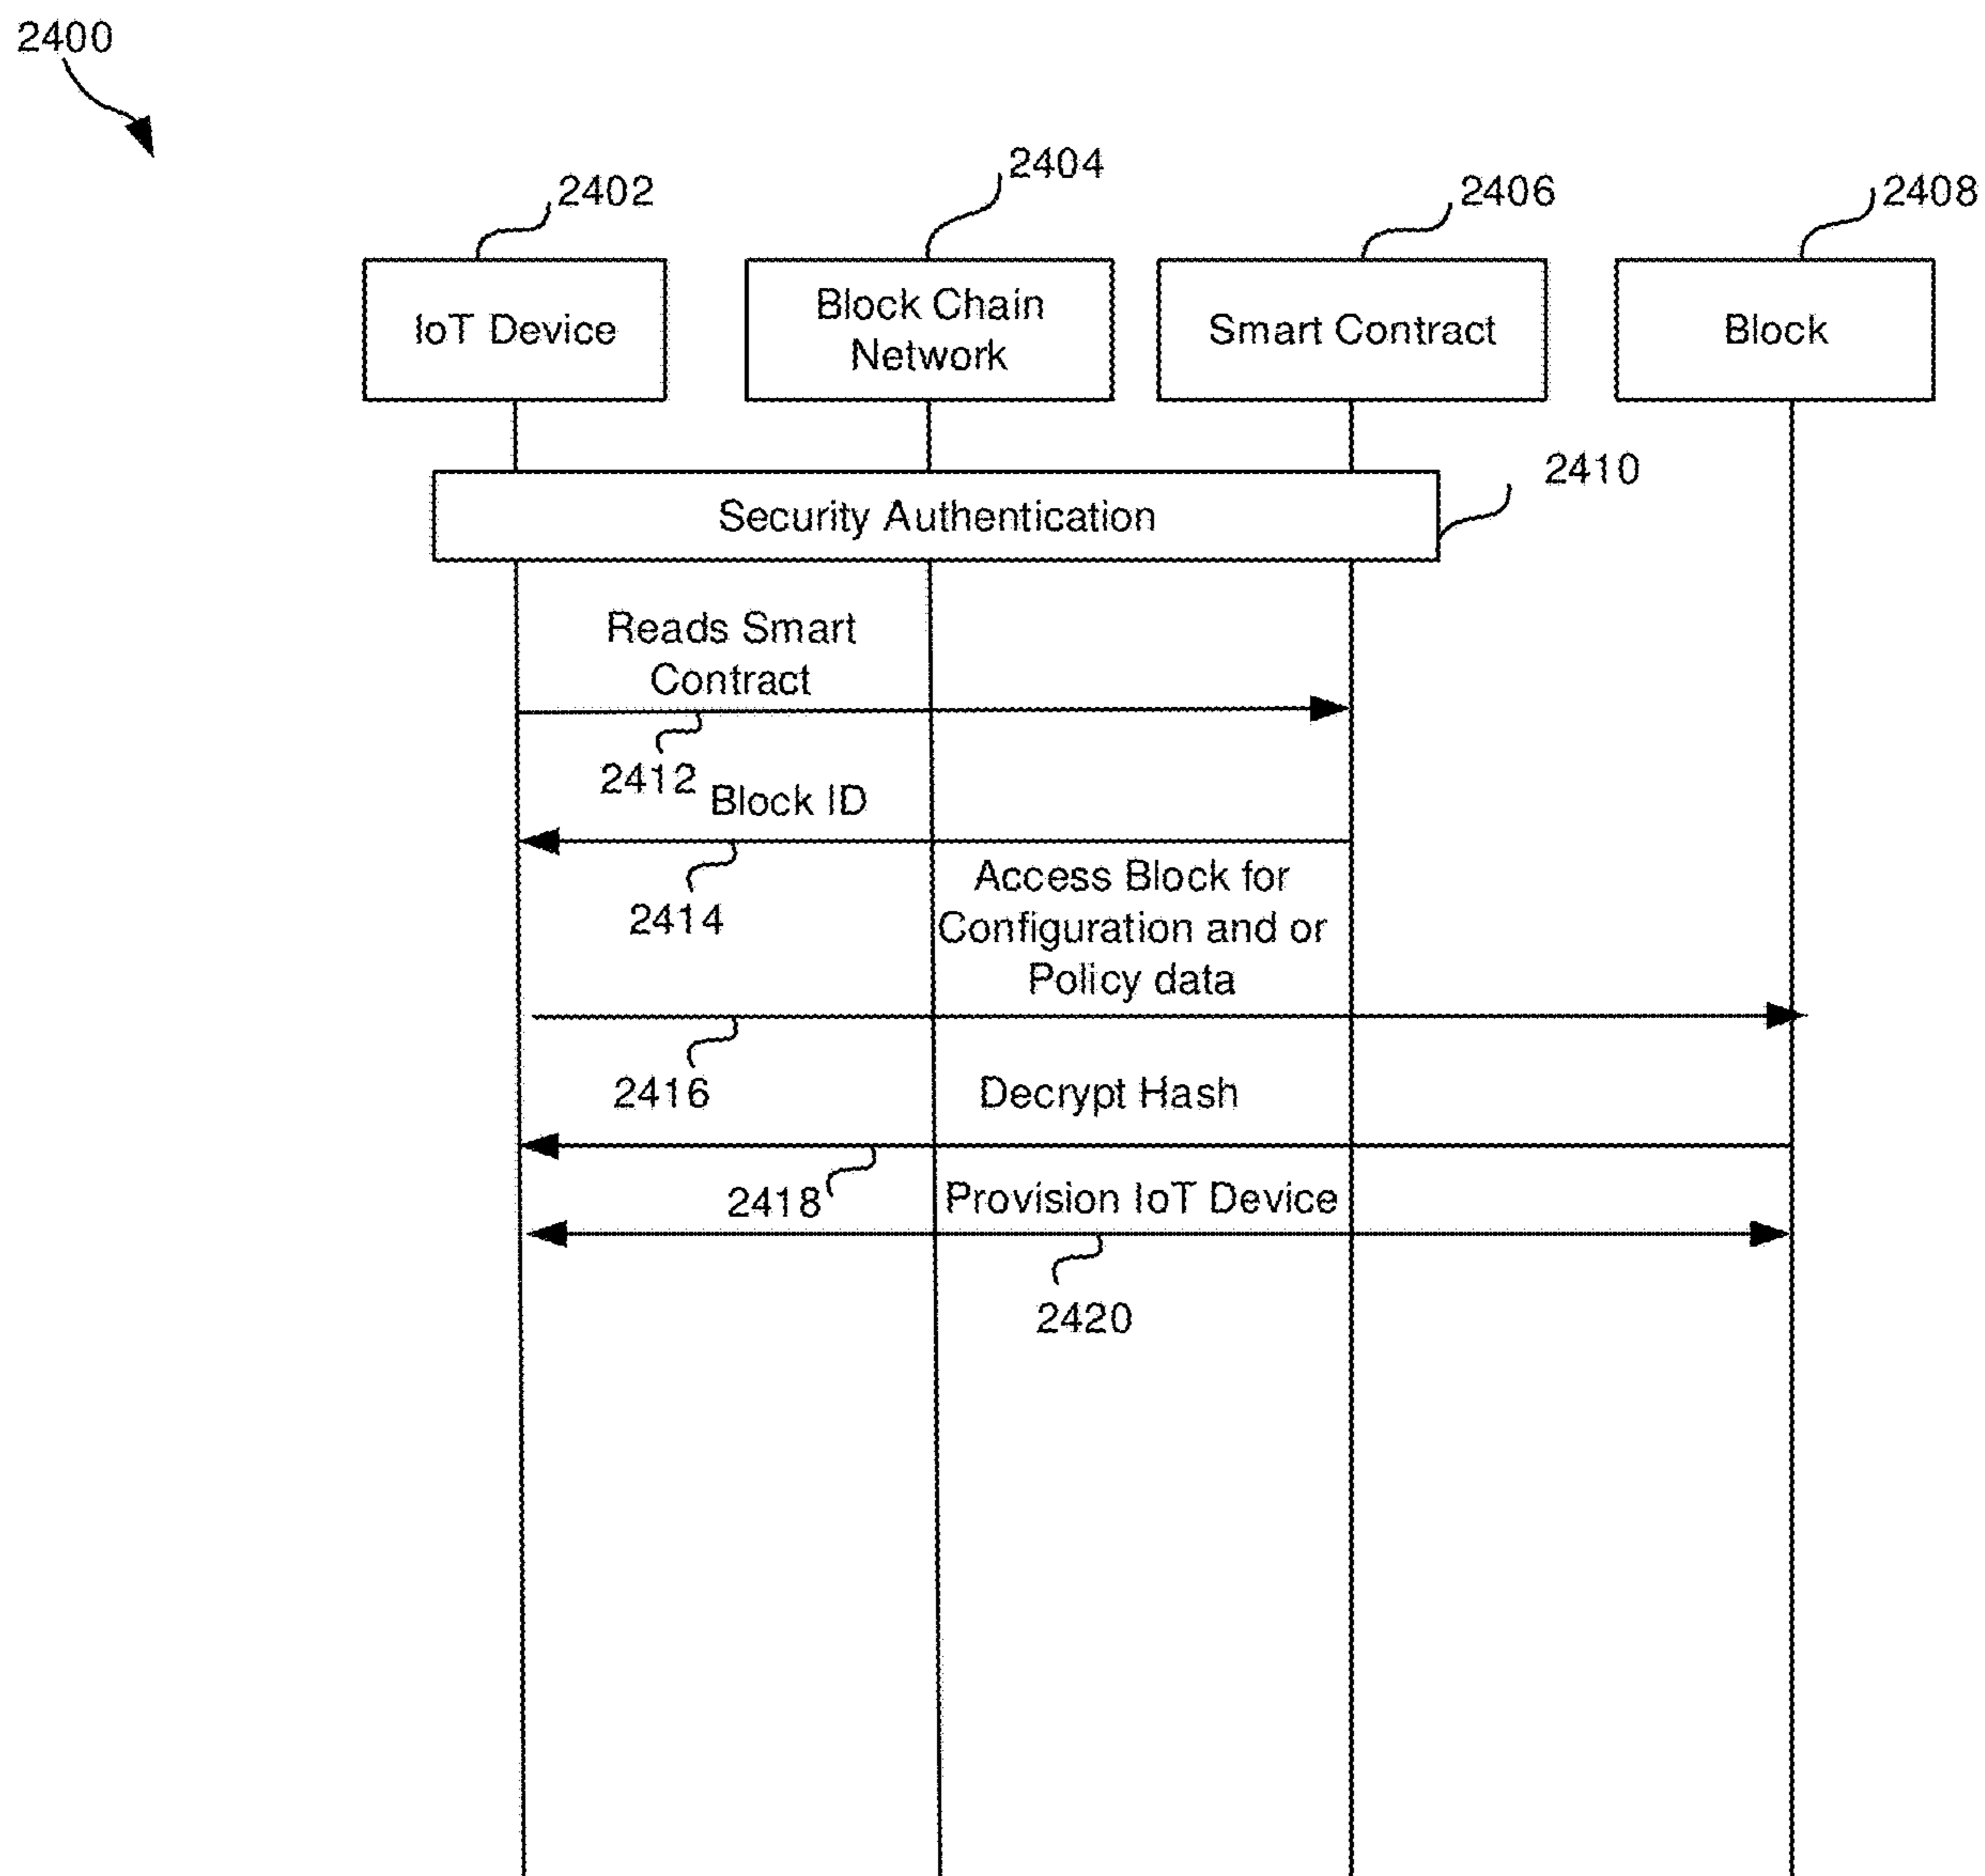 2400
2402
2404
2406
2408
IoT Device
Block Chain
Network
Smart Contract
Block
2410
Security Authentication
Reads Smart
Contract
2412
Block ID
2414
Access Block for
Configuration and or
Policy data
2416
Decrypt Hash
2418
Provision IoT Device
2420